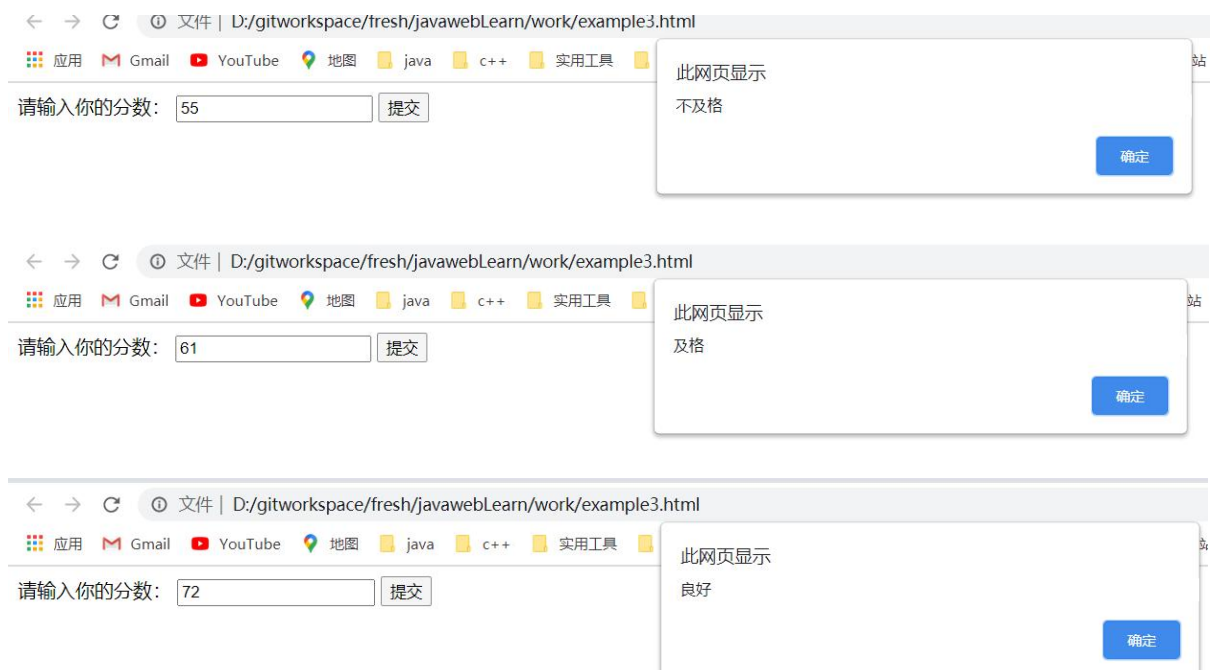 文件 | D:/gitworkspace/fresh/javawebLearn/work/example3.html
应用 Gmail YouTube 地图 java c++ 实用工具 站
此网页显示
请输入你的分数： 55 提交
不及格
确定
文件 | D:/gitworkspace/fresh/javawebLearn/work/example3.html
应用 Gmail YouTube 地图 java c++ 实用工具 站
此网页显示
请输入你的分数： 61 提交
及格
确定
文件 | D:/gitworkspace/fresh/javawebLearn/work/example3.html
应用 Gmail YouTube 地图 java c++ 实用工具
此网页显示
请输入你的分数： 72 提交
良好
确定